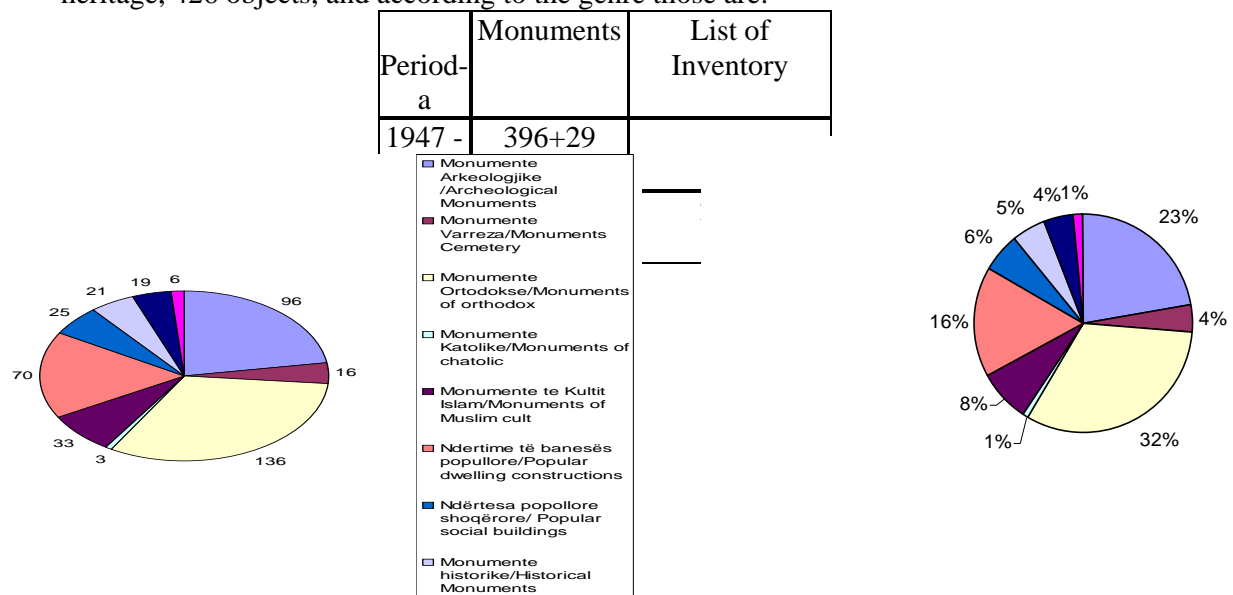 heritage, 426 objects, and according to the genre those are:
Monuments
List of
Inventory
Period-
a
1947 -
396+29
Monumente
Arkeologjike
/Archeological
Monuments
Monumente
Varreza/Monuments
Cemetery
Monumente
Ortodokse/Monuments
of orthodox
Monumente
Katolike/Monuments of
chatolic
Monumente te Kultit
Islam/Monuments of
Muslim cult
Ndertime të banesës
popullore/Popular
dwelling constructions
Ndërtesa popollore
shoqërore/ Popular
social buildings
Monumente
historike/Historical
Monuments
96
16
136
3
33
70
25
21
19
6
23%
4%
32%
1%
8%
16%
6%
5%
4%
1%